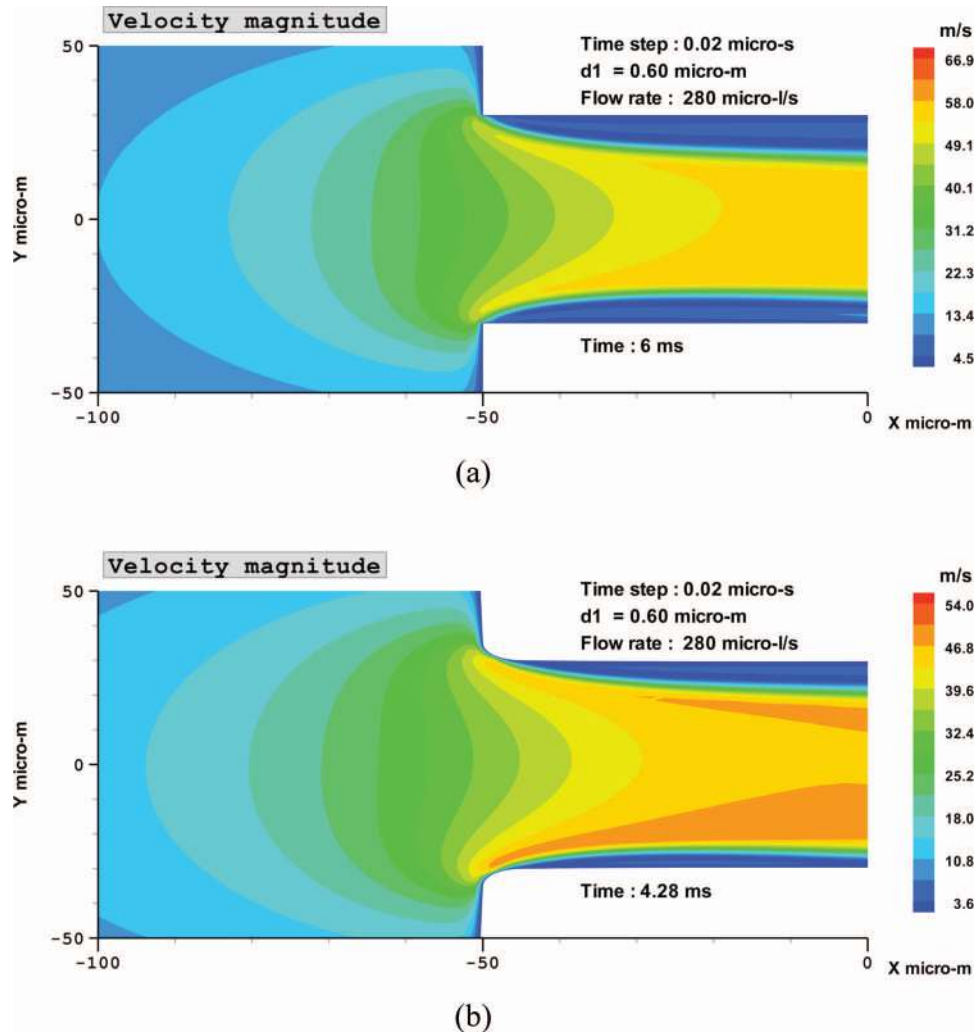 Velocity magnitude
Time step : 0.02 micro-s
d1 = 0.60 micro-m
Flow rate : 280 micro-l/s
m/s
66.9
58.0
49.1
40.1
31.2
22.3
13.4
4.5
50
0
-50
Y micro-m
Time : 6 ms
-100
-50
0
X micro-m
(a)
Velocity magnitude
Time step : 0.02 micro-s
d1 = 0.60 micro-m
Flow rate : 280 micro-l/s
m/s
54.0
46.8
39.6
32.4
25.2
18.0
10.8
3.6
50
0
-50
Y micro-m
Time : 4.28 ms
-100
-50
0
X micro-m
(b)